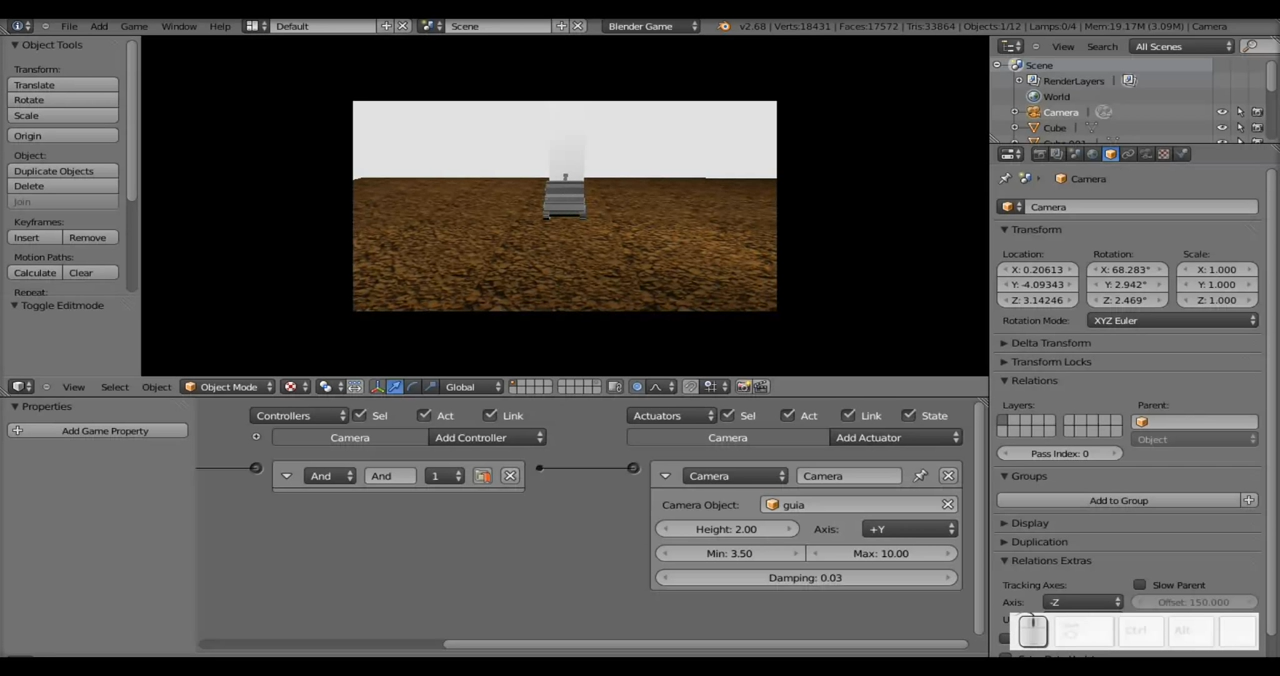 File Add Game Window Help Default Scene Blender Game v2.68 | Verts:18431 | Faces:17572 | Tris:33864 | Objects:1/12 | Lamps:0/4 | Mem:19.17M (3.09M) | Camera
Object Tools
Transform:
Translate
Rotate
Scale
Origin
Object:
Duplicate Objects
Delete
Join
Keyframes:
Insert Remove
Motion Paths:
Calculate Clear
Repeat:
Toggle Editmode
View Search All Scenes
Scene
RenderLayers
World
Camera
Cube
Camera
Camera
Transform
Location: Rotation: Scale:
X: 0.20613 X: 68.283° X: 1.000
Y: -4.09343 Y: 2.942° Y: 1.000
Z: 3.14246 Z: 2.469° Z: 1.000
Rotation Mode: XYZ Euler
Delta Transform
Transform Locks
Relations
Layers: Parent:
Object
Pass Index: 0
Groups
Add to Group
Display
Duplication
Relations Extras
Tracking Axes: Slow Parent
Axis: -Z Offset: 150.000
Ctrl Alt
View Select Object Object Mode Global
Properties
Add Game Property
Controllers Sel Act Link
Camera Add Controller
And And 1
Actuators Sel Act Link State
Camera Add Actuator
Camera Camera
Camera Object: guia
Height: 2.00 Axis: +Y
Min: 3.50 Max: 10.00
Damping: 0.03